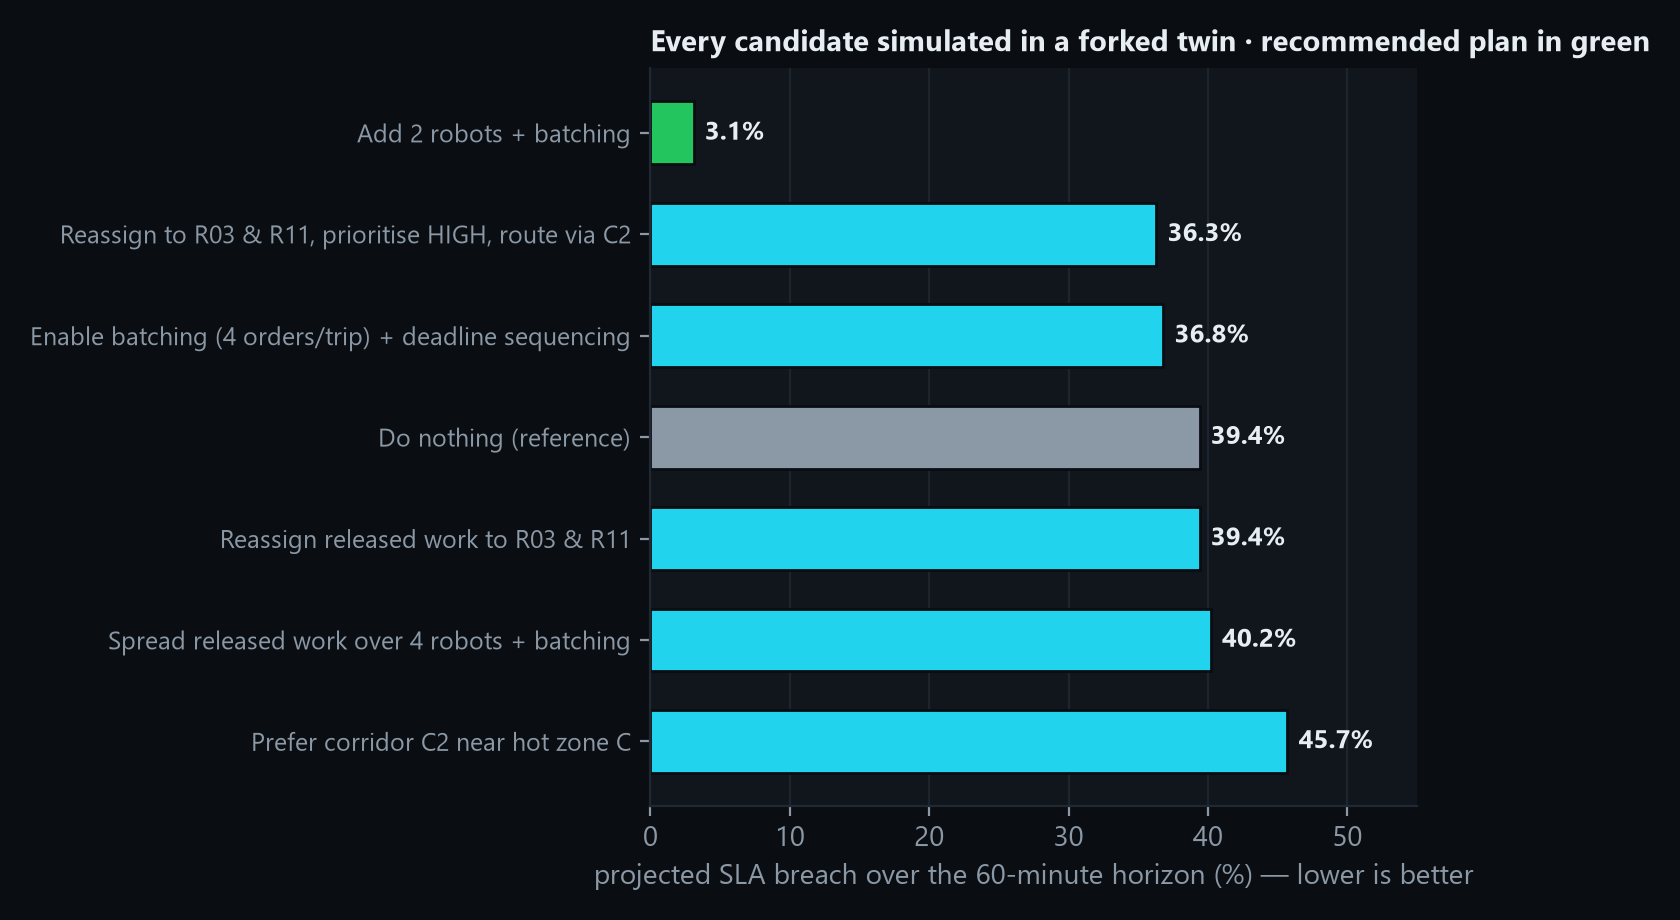 Every candidate simulated in a forked twin · recommended plan in green
Add 2 robots + batching
3.1%
Reassign to R03 & R11, prioritise HIGH, route via C2
36.3%
Enable batching (4 orders/trip) + deadline sequencing
36.8%
Do nothing (reference)
39.4%
Reassign released work to R03 & R11
39.4%
Spread released work over 4 robots + batching
40.2%
Prefer corridor C2 near hot zone C
45.7%
0 10 20 30 40 50
projected SLA breach over the 60-minute horizon (%) — lower is better